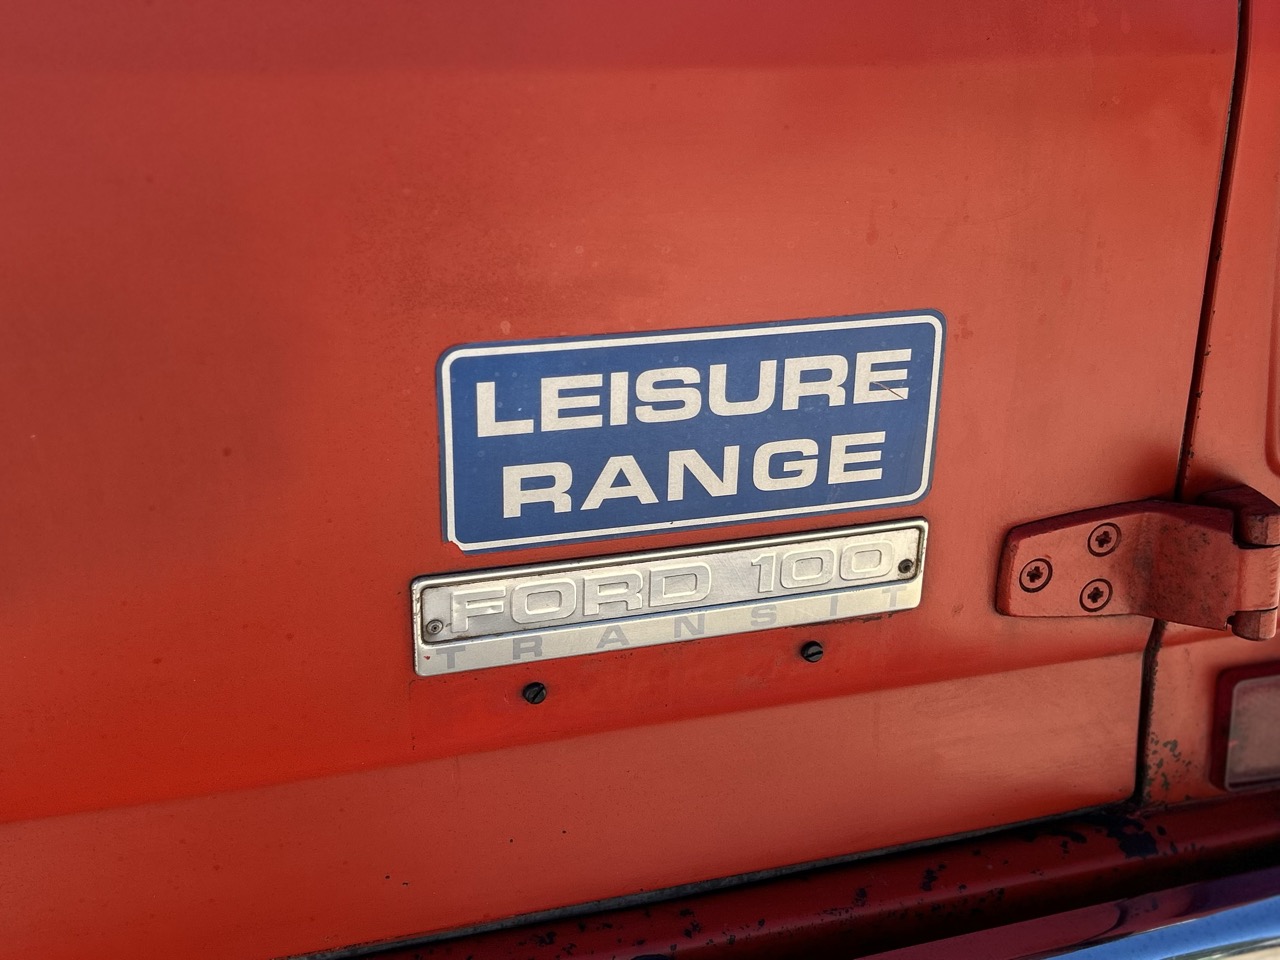 LEISURE
RANGE
FORD 100
TRANSIT